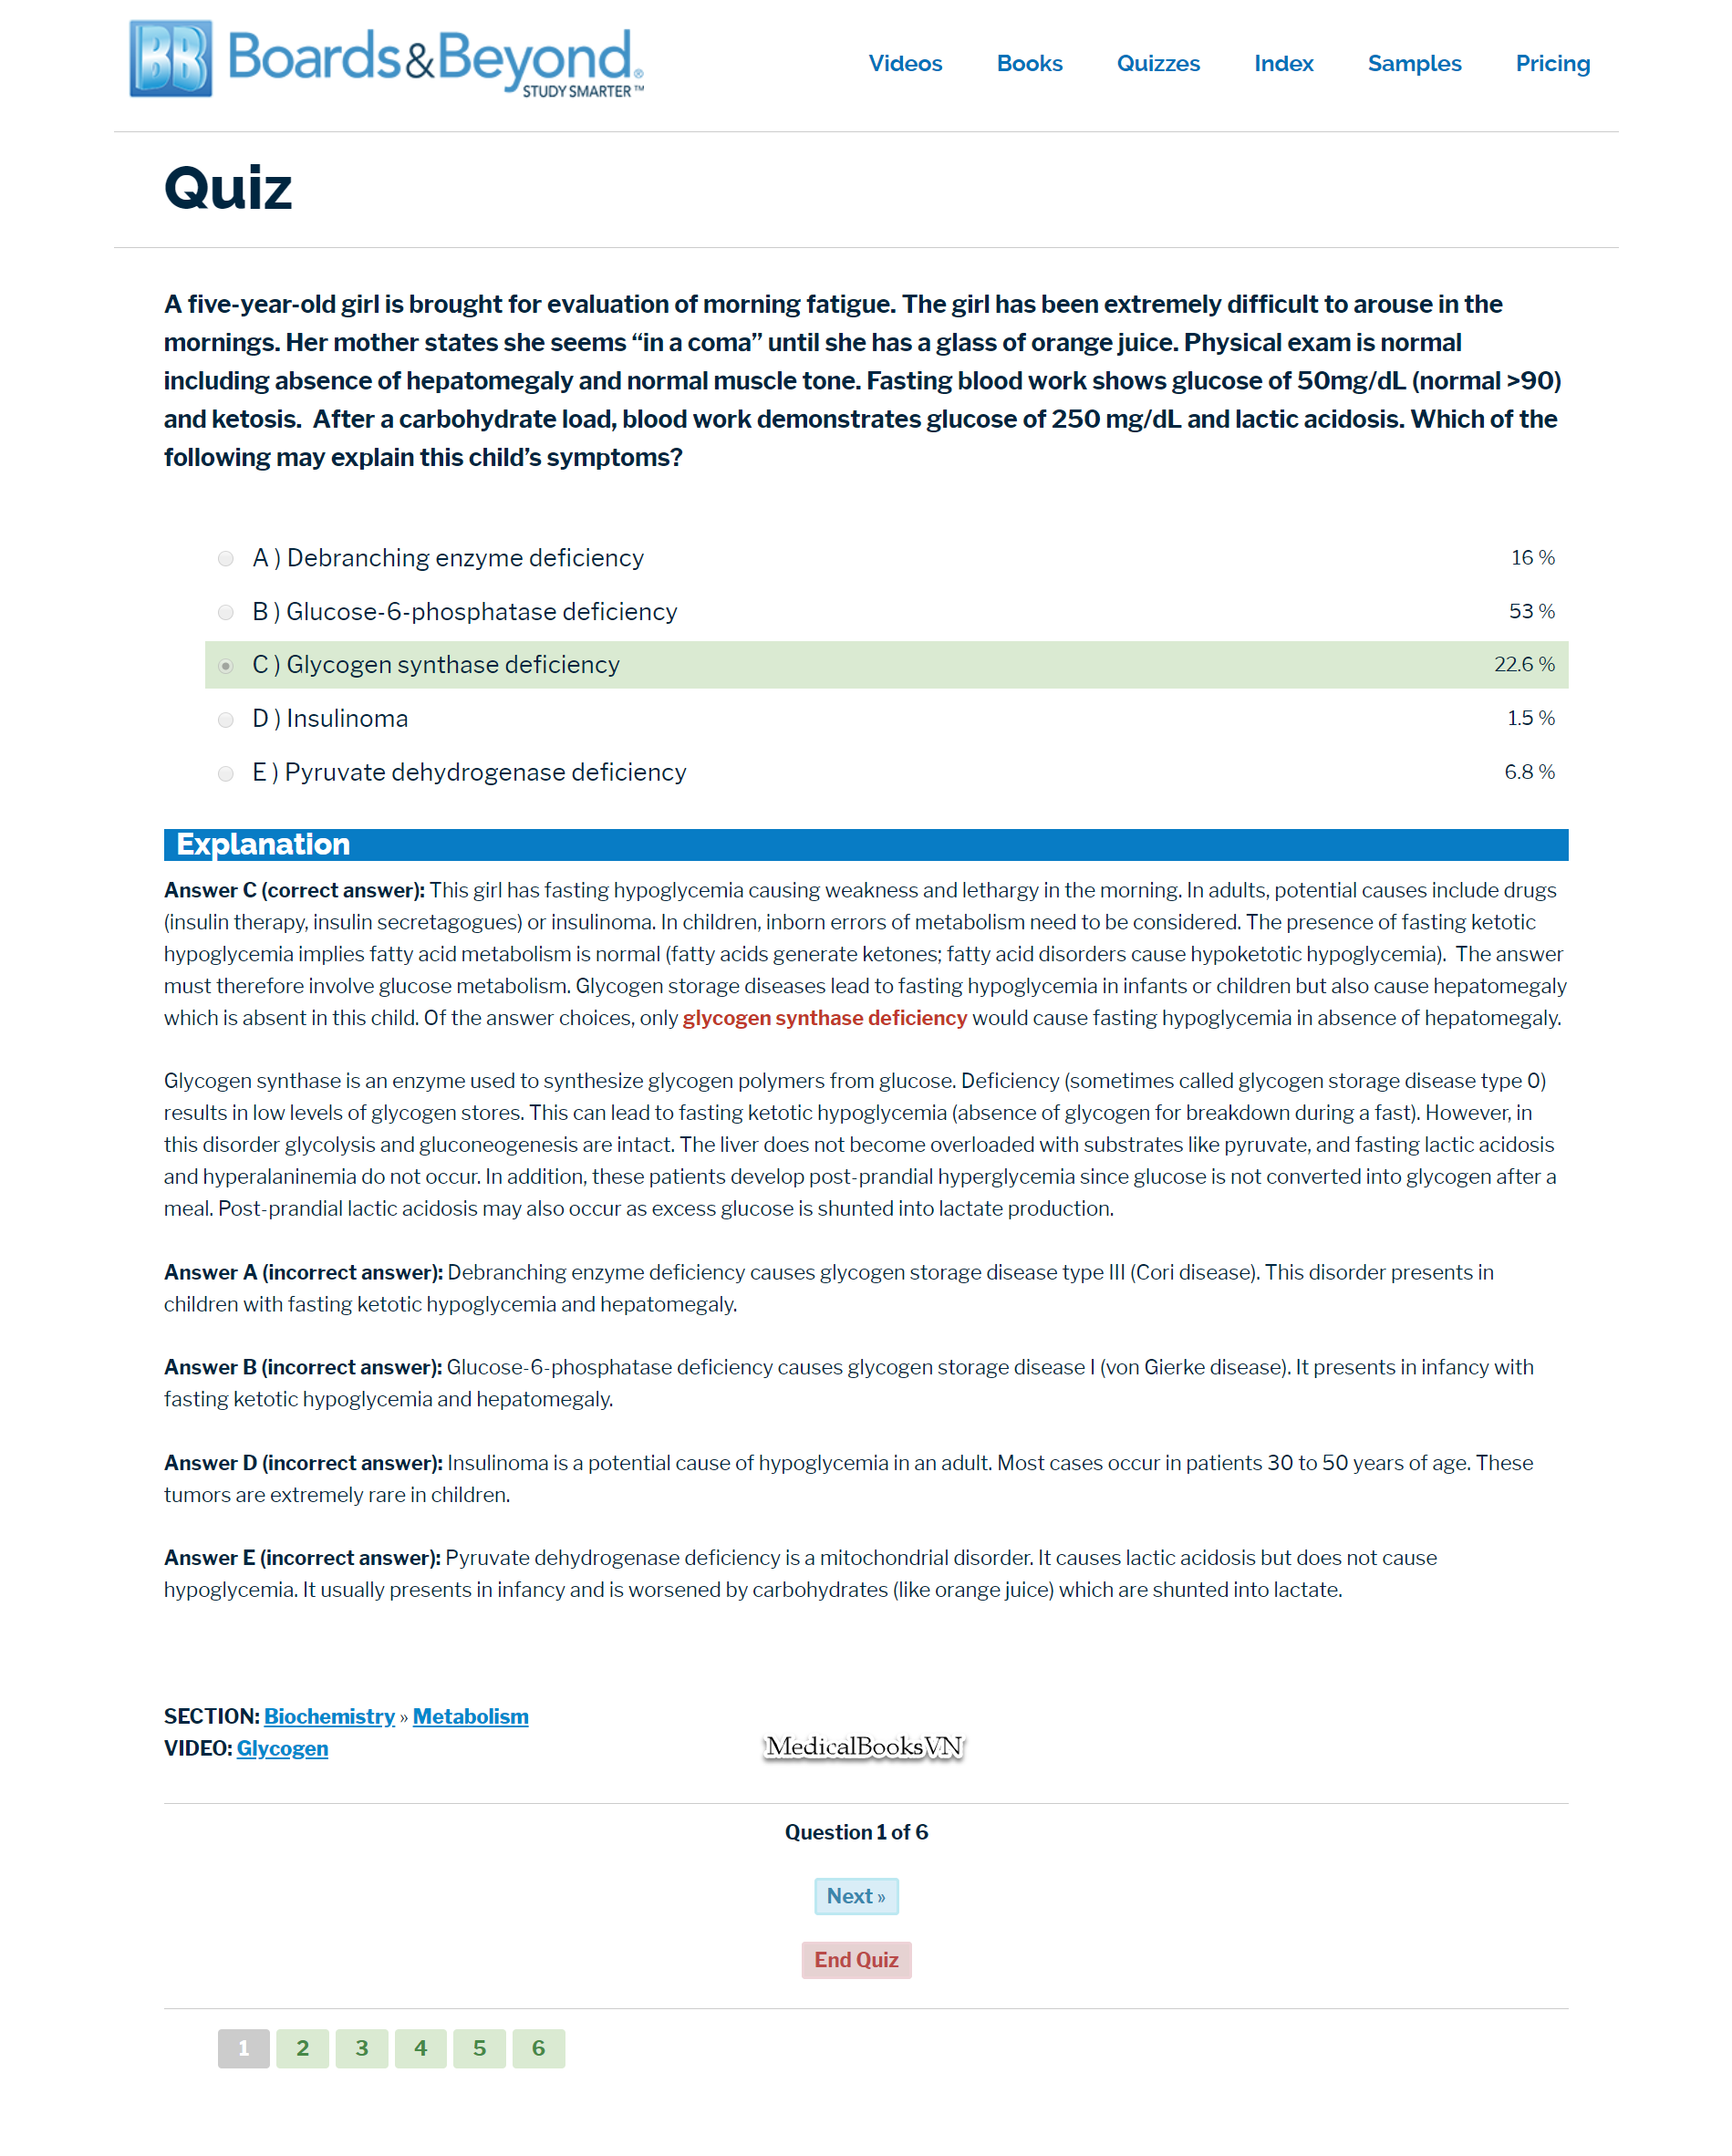 BB Boards&Beyond®
STUDY SMARTER™
Videos Books Quizzes Index Samples Pricing
Quiz
A five-year-old girl is brought for evaluation of morning fatigue. The girl has been extremely difficult to arouse in the
mornings. Her mother states she seems “in a coma” until she has a glass of orange juice. Physical exam is normal
including absence of hepatomegaly and normal muscle tone. Fasting blood work shows glucose of 50mg/dL (normal >90)
and ketosis.  After a carbohydrate load, blood work demonstrates glucose of 250 mg/dL and lactic acidosis. Which of the
following may explain this child’s symptoms?
A ) Debranching enzyme deficiency 16 %
B ) Glucose-6-phosphatase deficiency 53 %
C ) Glycogen synthase deficiency 22.6 %
D ) Insulinoma 1.5 %
E ) Pyruvate dehydrogenase deficiency 6.8 %
Explanation
Answer C (correct answer): This girl has fasting hypoglycemia causing weakness and lethargy in the morning. In adults, potential causes include drugs
(insulin therapy, insulin secretagogues) or insulinoma. In children, inborn errors of metabolism need to be considered. The presence of fasting ketotic
hypoglycemia implies fatty acid metabolism is normal (fatty acids generate ketones; fatty acid disorders cause hypoketotic hypoglycemia).  The answer
must therefore involve glucose metabolism. Glycogen storage diseases lead to fasting hypoglycemia in infants or children but also cause hepatomegaly
which is absent in this child. Of the answer choices, only glycogen synthase deficiency would cause fasting hypoglycemia in absence of hepatomegaly.
Glycogen synthase is an enzyme used to synthesize glycogen polymers from glucose. Deficiency (sometimes called glycogen storage disease type 0)
results in low levels of glycogen stores. This can lead to fasting ketotic hypoglycemia (absence of glycogen for breakdown during a fast). However, in
this disorder glycolysis and gluconeogenesis are intact. The liver does not become overloaded with substrates like pyruvate, and fasting lactic acidosis
and hyperalaninemia do not occur. In addition, these patients develop post-prandial hyperglycemia since glucose is not converted into glycogen after a
meal. Post-prandial lactic acidosis may also occur as excess glucose is shunted into lactate production.
Answer A (incorrect answer): Debranching enzyme deficiency causes glycogen storage disease type III (Cori disease). This disorder presents in
children with fasting ketotic hypoglycemia and hepatomegaly.
Answer B (incorrect answer): Glucose-6-phosphatase deficiency causes glycogen storage disease I (von Gierke disease). It presents in infancy with
fasting ketotic hypoglycemia and hepatomegaly.
Answer D (incorrect answer): Insulinoma is a potential cause of hypoglycemia in an adult. Most cases occur in patients 30 to 50 years of age. These
tumors are extremely rare in children.
Answer E (incorrect answer): Pyruvate dehydrogenase deficiency is a mitochondrial disorder. It causes lactic acidosis but does not cause
hypoglycemia. It usually presents in infancy and is worsened by carbohydrates (like orange juice) which are shunted into lactate.
SECTION: Biochemistry » Metabolism
VIDEO: Glycogen
MedicalBooksVN
Question 1 of 6
Next »
End Quiz
1 2 3 4 5 6